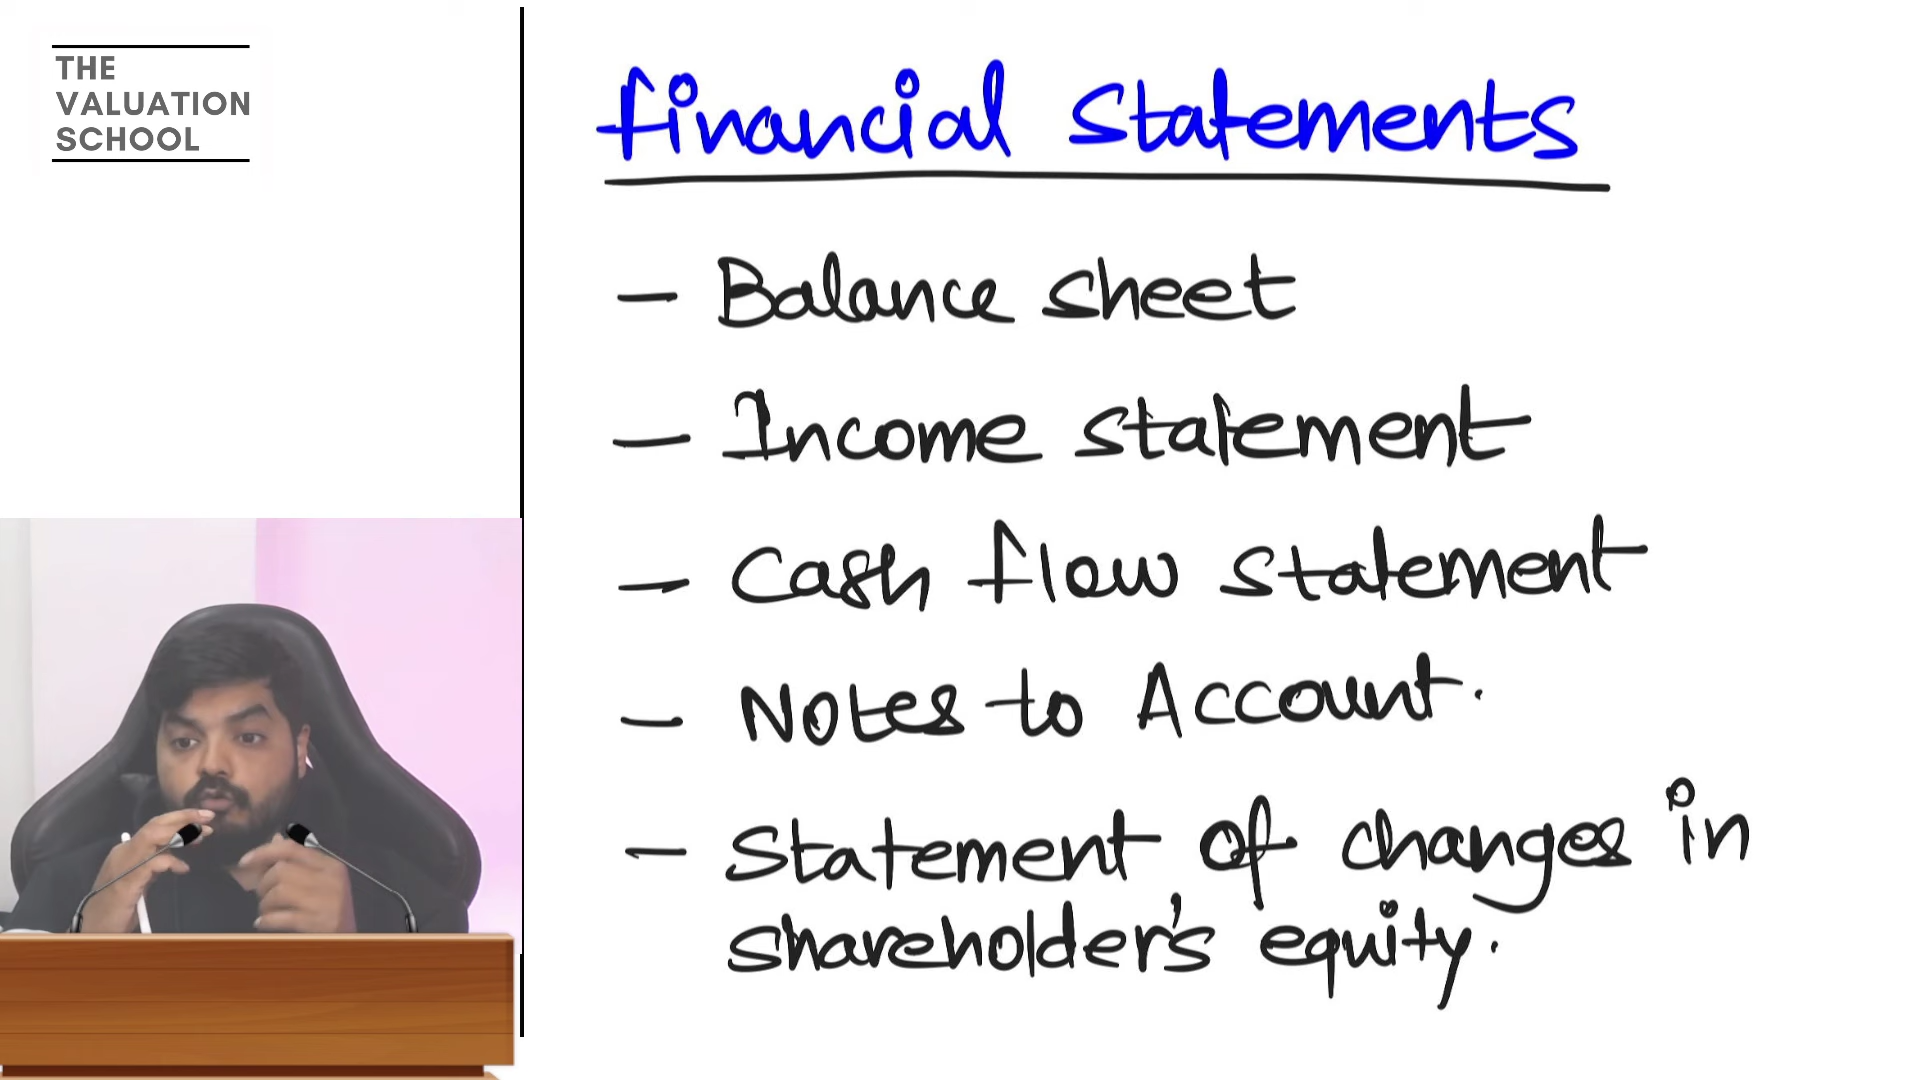 THE
VALUATION
SCHOOL
financial statements
- Balance sheet
- Income statement
- Cash flow statement
- Notes to Account.
- Statement of changes in
shareholder's equity.